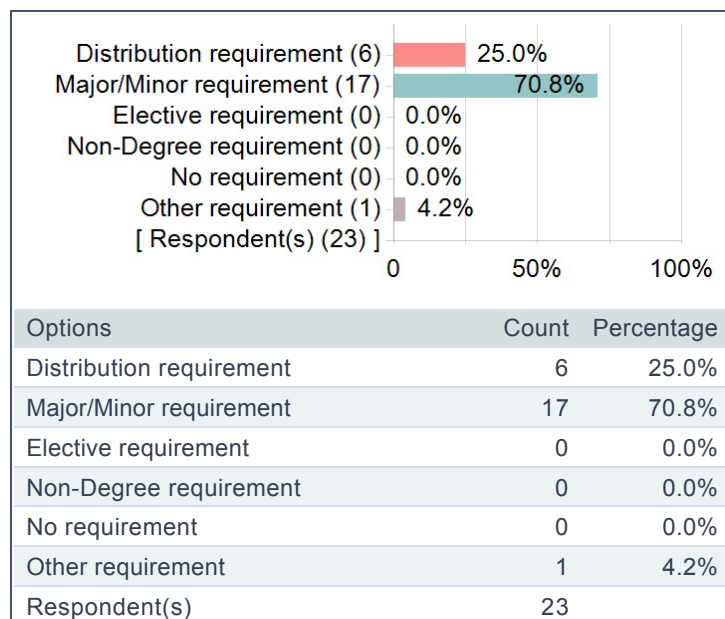 Distribution requirement (6) 25.0%
Major/Minor requirement (17) 70.8%
Elective requirement (0) 0.0%
Non-Degree requirement (0) 0.0%
No requirement (0) 0.0%
Other requirement (1) 4.2%
[ Respondent(s) (23) ]
0 50% 100%
Options Count Percentage
Distribution requirement 6 25.0%
Major/Minor requirement 17 70.8%
Elective requirement 0 0.0%
Non-Degree requirement 0 0.0%
No requirement 0 0.0%
Other requirement 1 4.2%
Respondent(s) 23